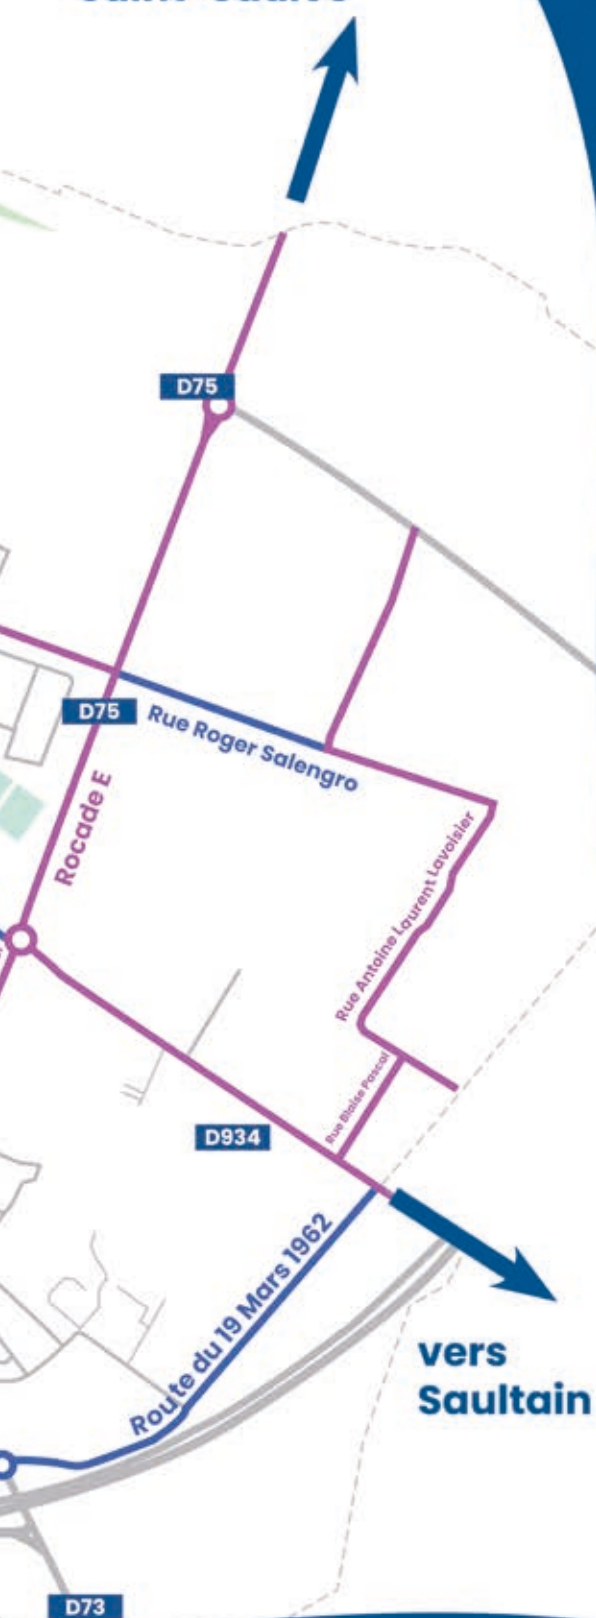 D75
D75
Rue Roger Salengro
Rocade E
Rue Antoine Laurent Lavoisier
Rue Blaise Pascal
D934
Route du 19 Mars 1962
vers
Saultain
D73